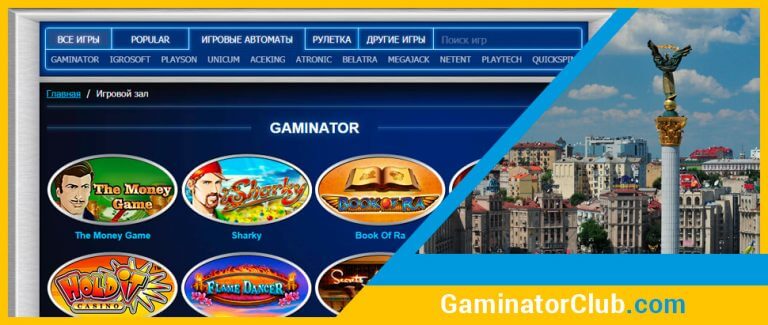 ВСЕ ИГРЫ POPULAR ИГРОВЫЕ АВТОМАТЫ РУЛЕТКА ДРУГИЕ ИГРЫ Поиск игр
GAMINATOR IGROSOFT PLAYSON UNICUM ACEKING ATRONIC BELATRA MEGAJACK NETENT PLAYTECH QUICKSPIN
Главная / Игровой зал
GAMINATOR
The Money Game
Sharky
BOOK OF RA
The Money Game Sharky Book Of Ra
HOLD IT CASINO
FLAME DANCER
Secrets
GaminatorClub.com